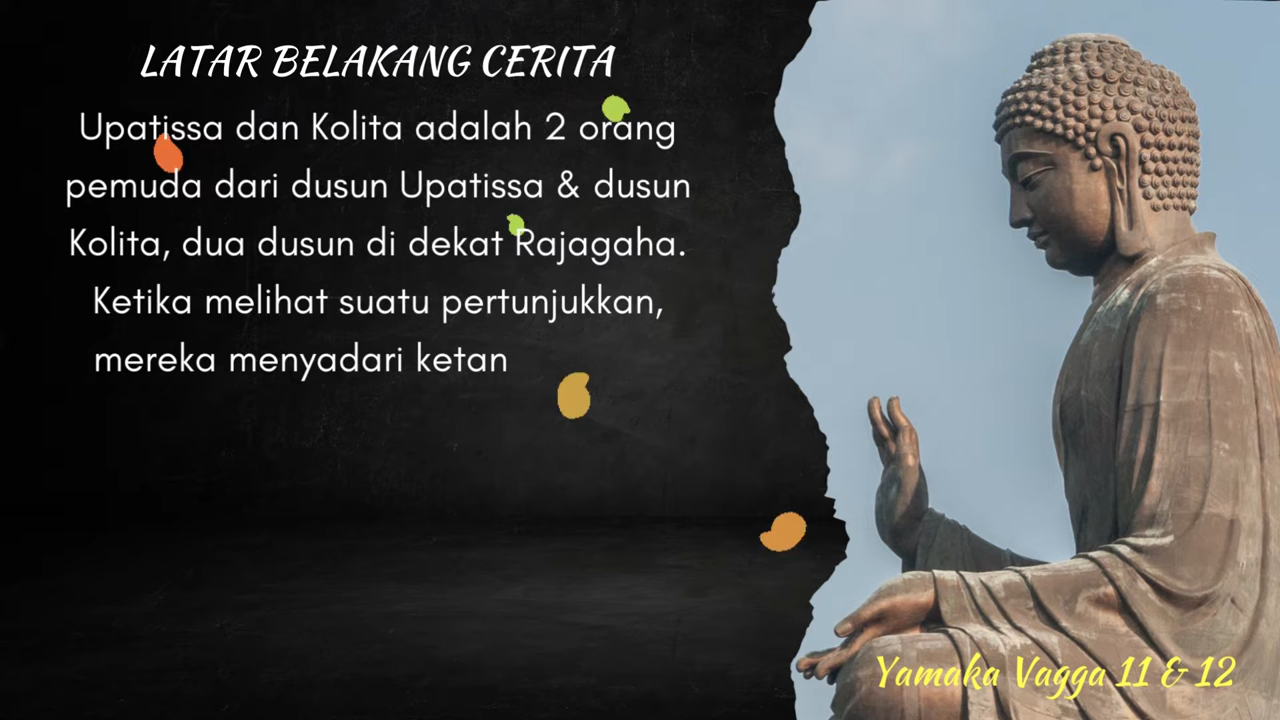 LATAR BELAKANG CERITA
Upatissa dan Kolita adalah 2 orang
pemuda dari dusun Upatissa & dusun
Kolita, dua dusun di dekat Rajagaha.
Ketika melihat suatu pertunjukkan,
mereka menyadari ketan
Yamaka Vagga 11 & 12